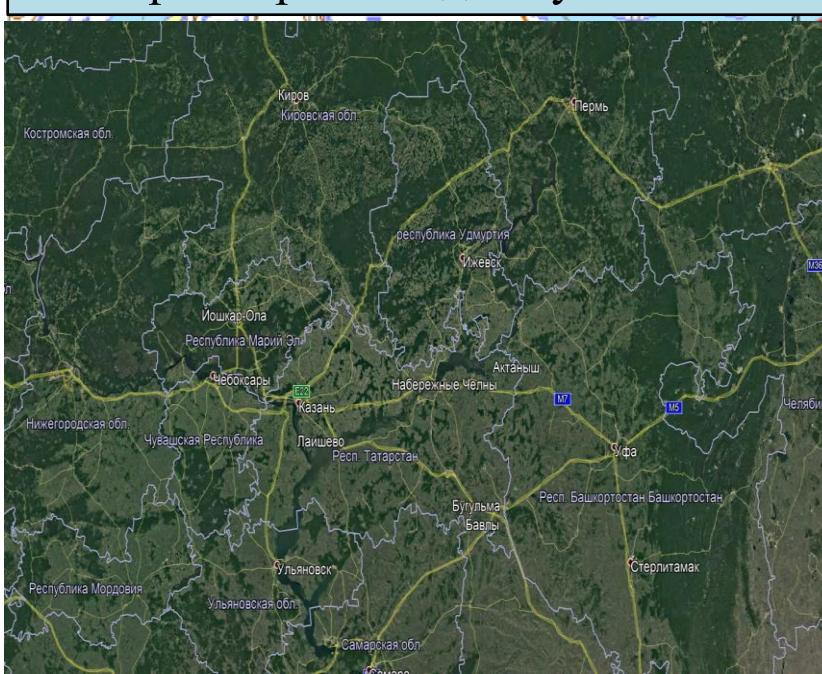 Киров
Кировская обл.
Пермь
Костромская обл.
республика Удмуртия
Ижевск
M36
Йошкар-Ола
Республика Марий Эл
Чебоксары
E22
Казань
Набережные Челны
Актаныш
M7
M5
Нижегородская обл.
Чувашская Республика
Лаишево
Респ. Татарстан
Уфа
Бугульма
Бавлы
Респ. Башкортостан Башкортостан
Ульяновск
Стерлитамак
Республика Мордовия
Ульяновская обл.
Самарская обл.